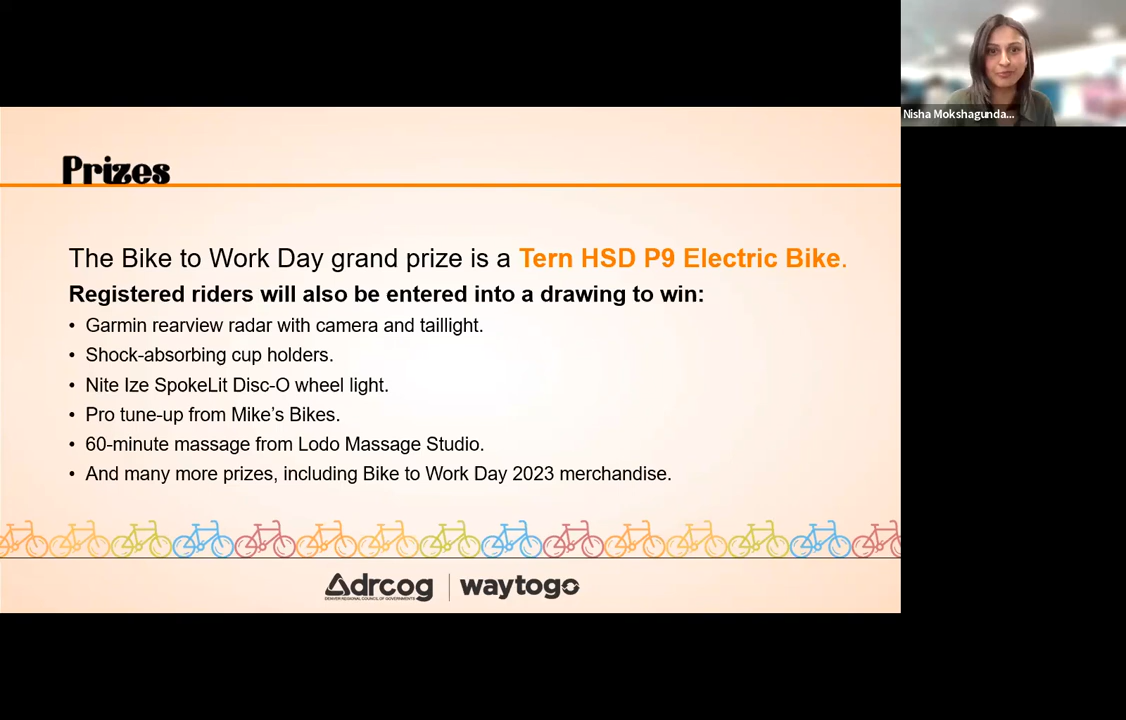 Nisha Mokshagunda...
Prizes
The Bike to Work Day grand prize is a Tern HSD P9 Electric Bike.
Registered riders will also be entered into a drawing to win:
• Garmin rearview radar with camera and taillight.
• Shock-absorbing cup holders.
• Nite Ize SpokeLit Disc-O wheel light.
• Pro tune-up from Mike’s Bikes.
• 60-minute massage from Lodo Massage Studio.
• And many more prizes, including Bike to Work Day 2023 merchandise.
drcog | waytogo
DENVER REGIONAL COUNCIL OF GOVERNMENTS